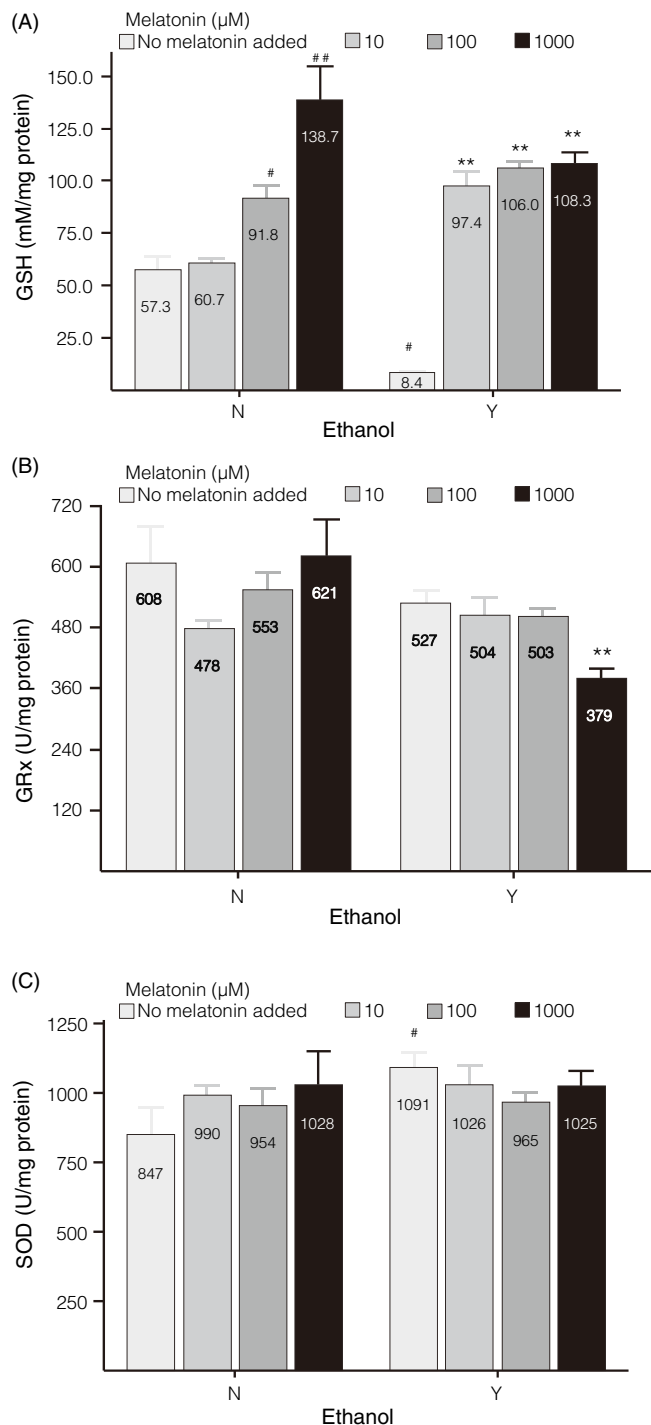 (A)
Melatonin (µM)
No melatonin added 10 100 1000
GSH (mM/mg protein)
150.0
125.0
100.0
75.0
50.0
25.0
# #
#
**
**
**
#
57.3
60.7
91.8
138.7
8.4
97.4
106.0
108.3
N Y
Ethanol
(B)
Melatonin (µM)
No melatonin added 10 100 1000
GRx (U/mg protein)
720
600
480
360
240
120
**
608
478
553
621
527
504
503
379
N Y
Ethanol
(C)
Melatonin (µM)
No melatonin added 10 100 1000
SOD (U/mg protein)
1250
1000
750
500
250
#
847
990
954
1028
1091
1026
965
1025
N Y
Ethanol